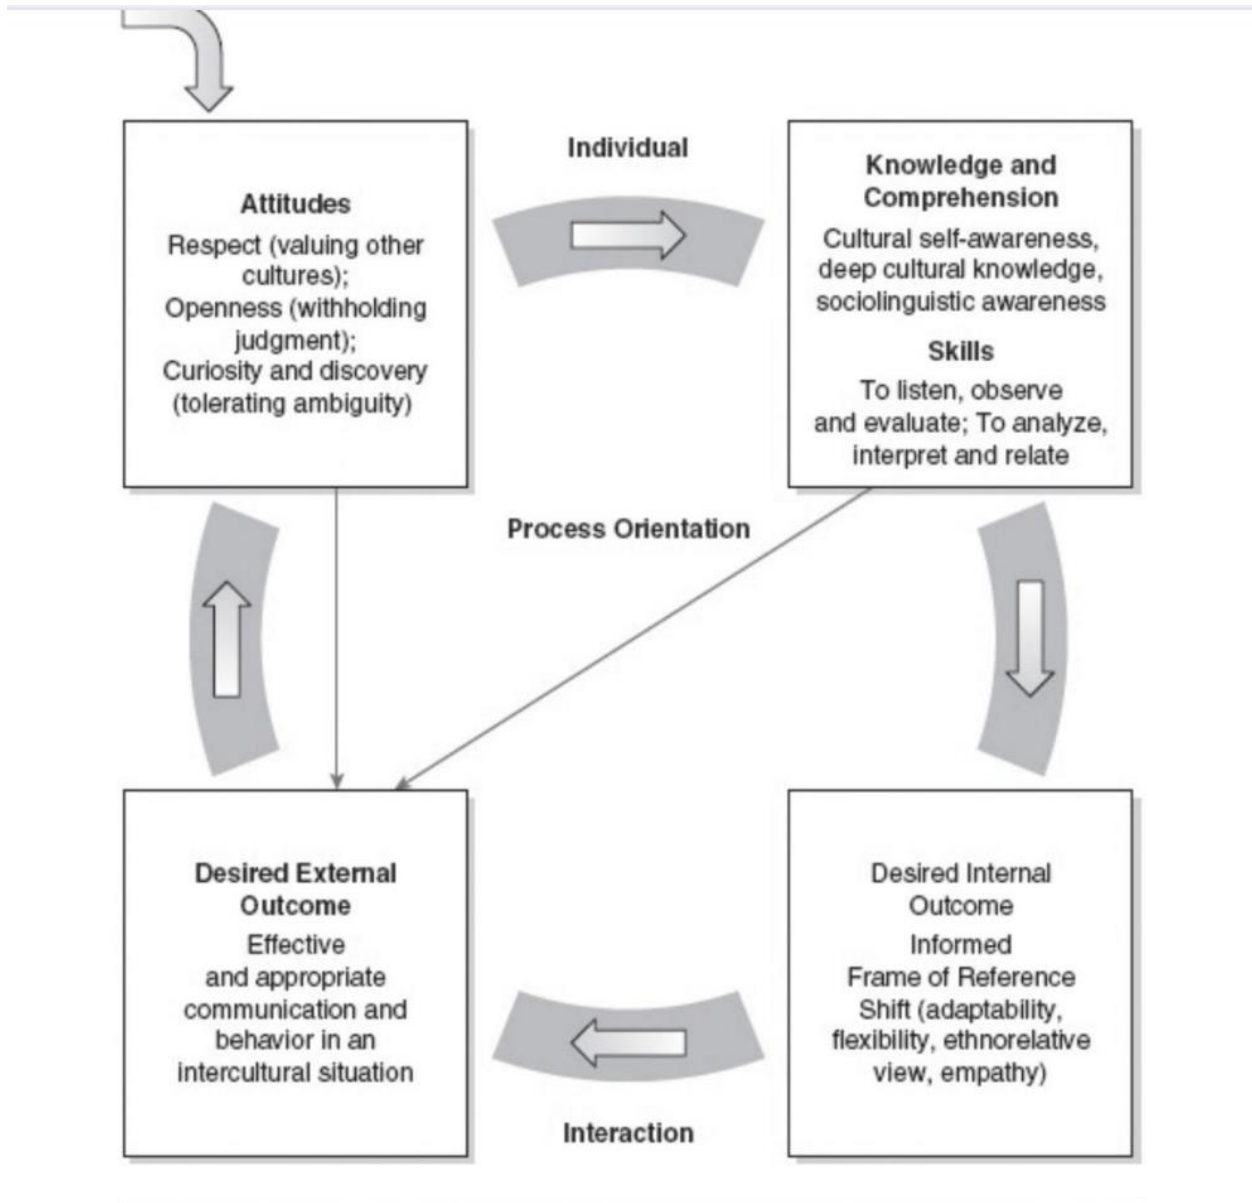 Individual
Attitudes
Respect (valuing other
cultures);
Openness (withholding
judgment);
Curiosity and discovery
(tolerating ambiguity)
Knowledge and
Comprehension
Cultural self-awareness,
deep cultural knowledge,
sociolinguistic awareness
Skills
To listen, observe
and evaluate; To analyze,
interpret and relate
Process Orientation
Desired External
Outcome
Effective
and appropriate
communication and
behavior in an
intercultural situation
Desired Internal
Outcome
Informed
Frame of Reference
Shift (adaptability,
flexibility, ethnorelative
view, empathy)
Interaction